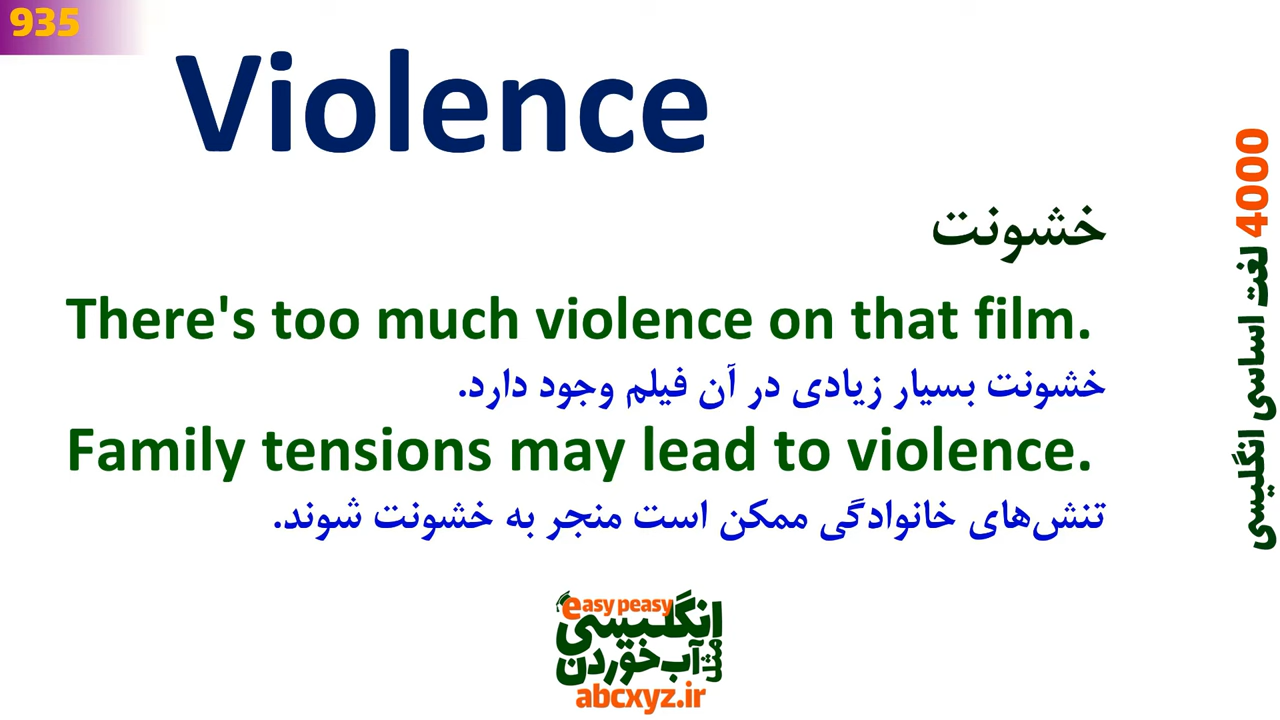 935
Violence
خشونت
There's too much violence on that film.
خشونت بسیار زیادی در آن فیلم وجود دارد.
Family tensions may lead to violence.
تنش‌های خانوادگی ممکن است منجر به خشونت شوند.
4000 لغت اساسی انگلیسی
easy peasy
انگلیسی
مثل آب خوردن
abcxyz.ir